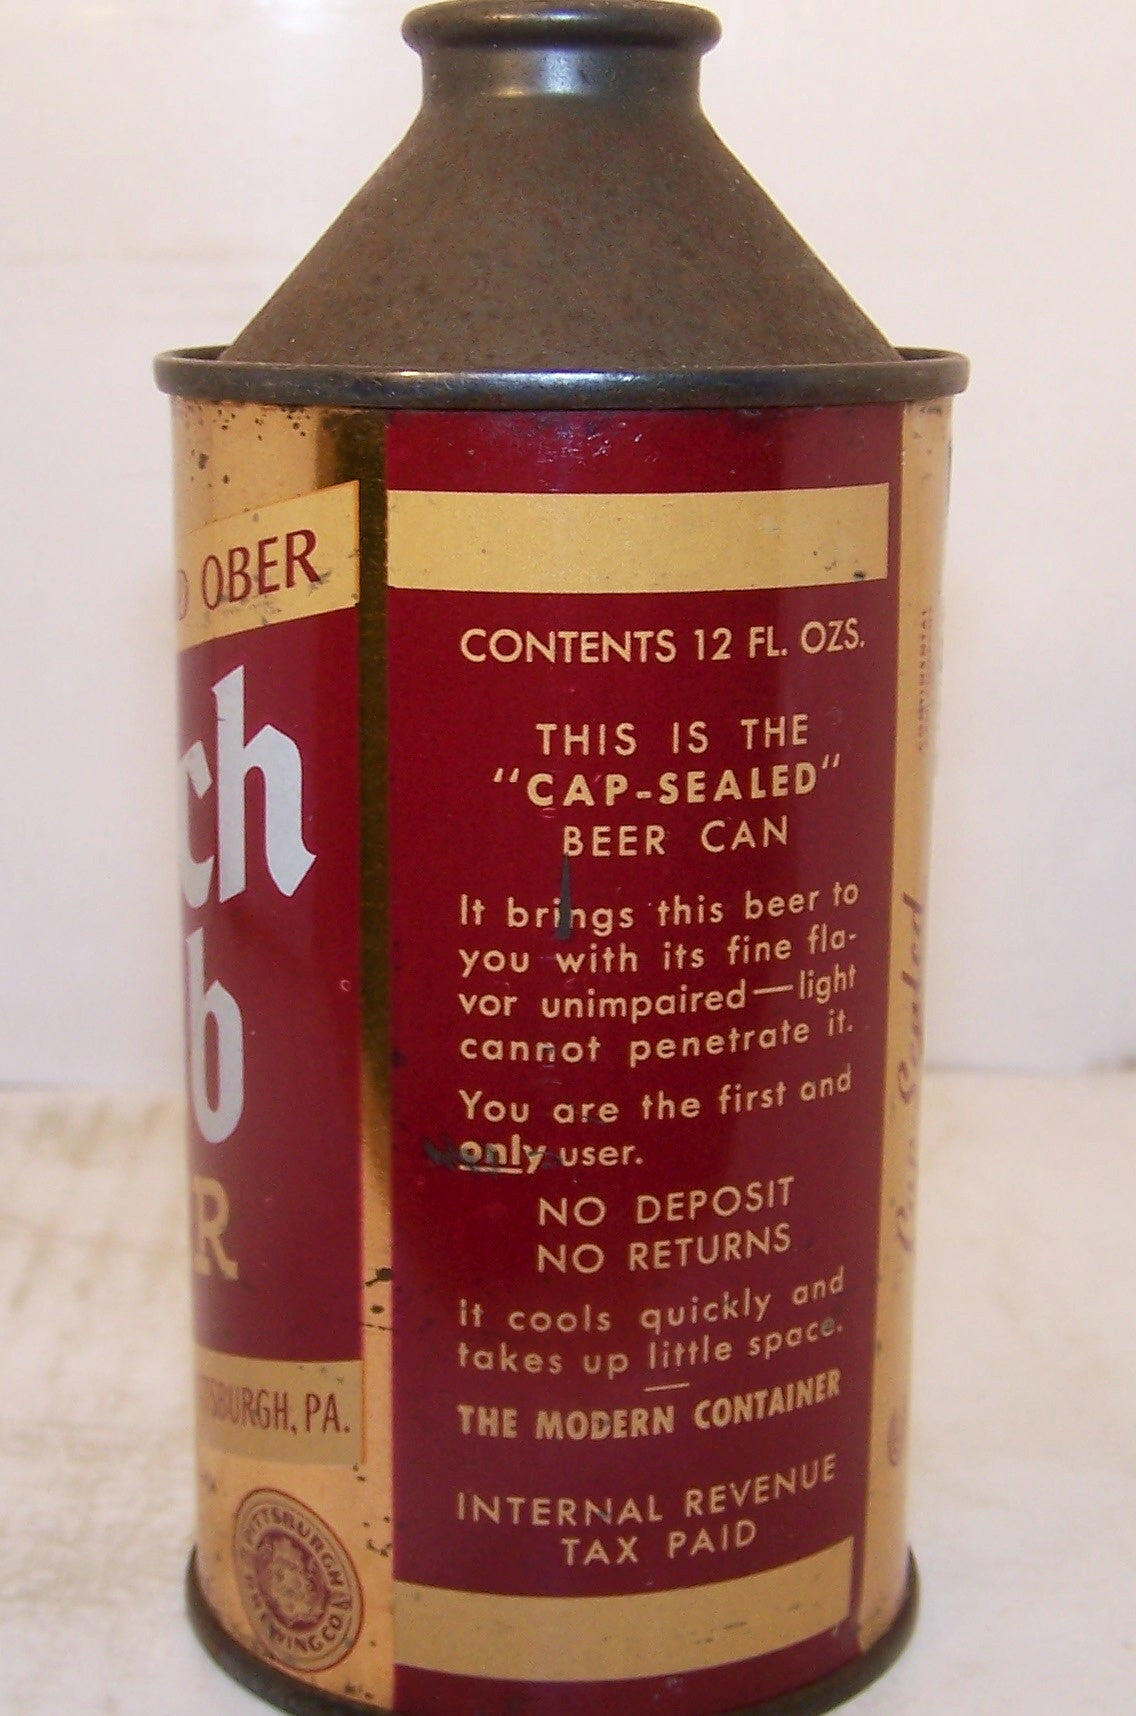 OBER
ch
b
R
TSBURGH, PA.
PITTSBURGH BREWING CO.
CONTENTS 12 FL. OZS.
THIS IS THE
"CAP-SEALED"
BEER CAN
It brings this beer to
you with its fine fla-
vor unimpaired—light
cannot penetrate it.
You are the first and
only user.
NO DEPOSIT
NO RETURNS
It cools quickly and
takes up little space.
THE MODERN CONTAINER
INTERNAL REVENUE
TAX PAID